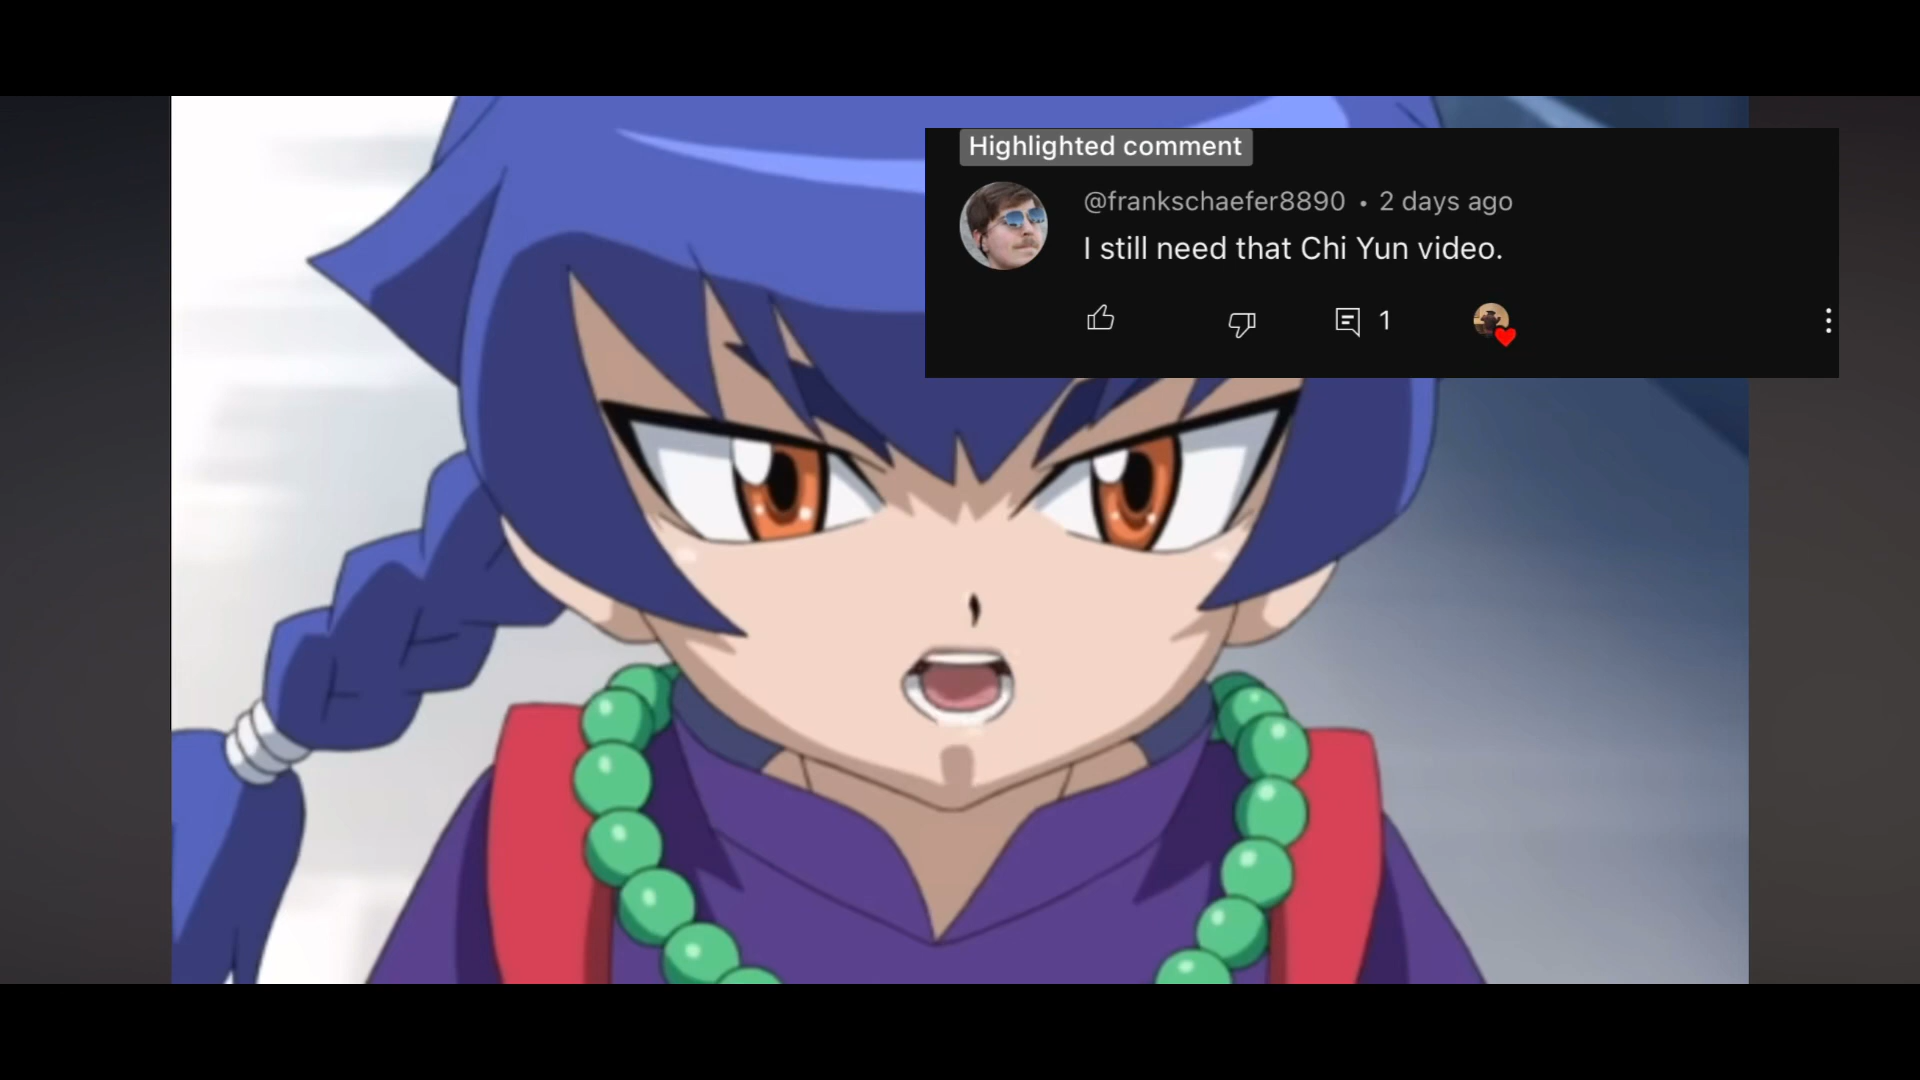 Highlighted comment
@frankschaefer8890 • 2 days ago
I still need that Chi Yun video.
1